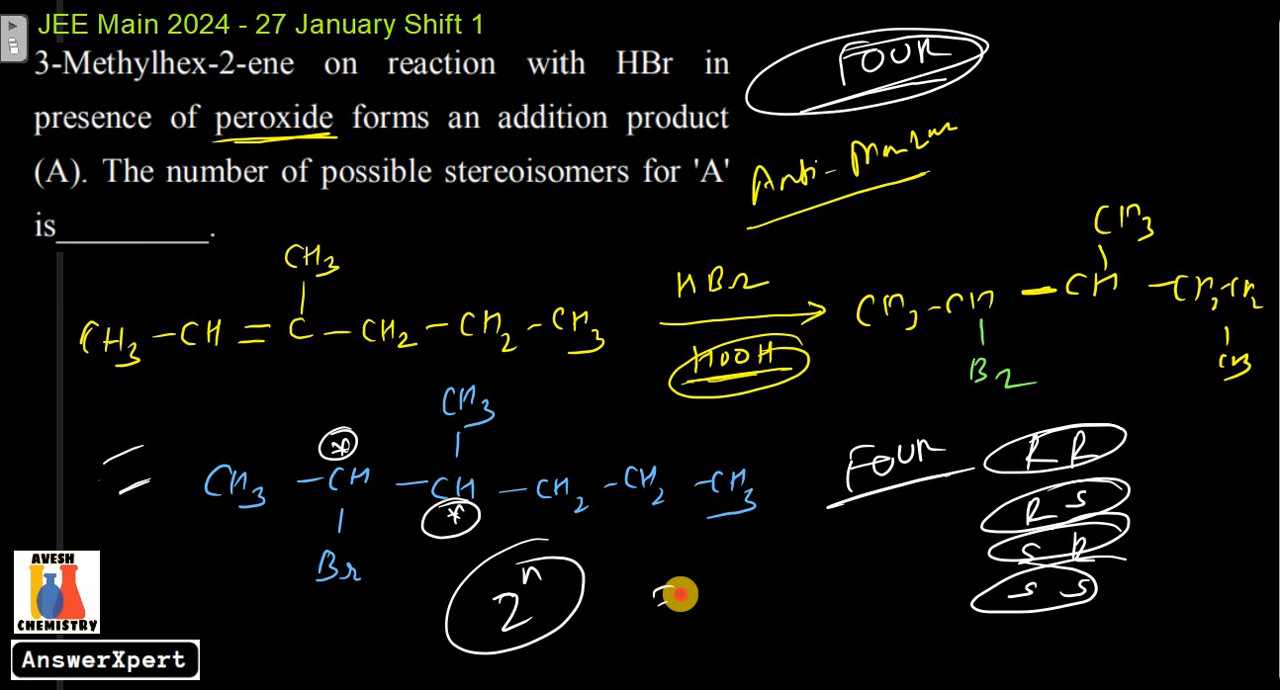 JEE Main 2024 - 27 January Shift 1
3-Methylhex-2-ene on reaction with HBr in
presence of peroxide forms an addition product
(A). The number of possible stereoisomers for 'A'
is__________.
FOUR
Anti-
CH3
CH3 - CH = C - CH2 - CH2 - CH3
HBr
HOOH
CH3
CH3 - CH - CH - CH2 - CH2
Br
CH3
CH3
CH3 - CH - CH - CH2 - CH2 - CH3
* *
Br
2^n =
FOUR
RR
RS
SR
SS
AVESH
CHEMISTRY
AnswerXpert